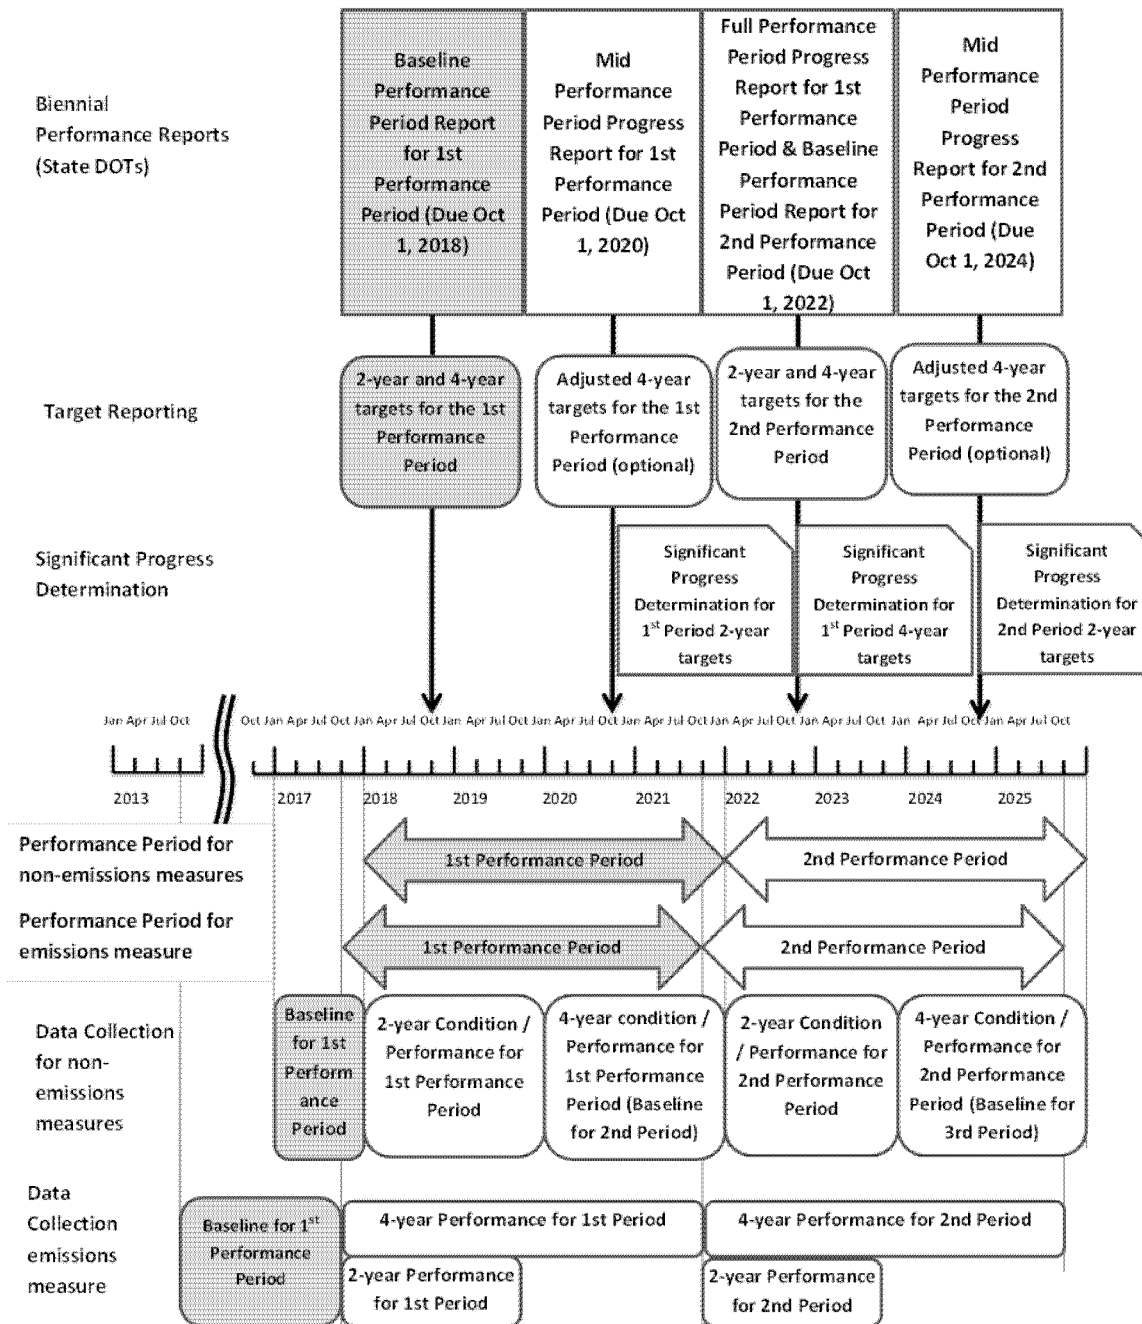 Biennial
Performance Reports
(State DOTs)
Baseline
Performance
Period Report
for 1st
Performance
Period (Due Oct
1, 2018)
Mid
Performance
Period Progress
Report for 1st
Performance
Period (Due Oct
1, 2020)
Full Performance
Period Progress
Report for 1st
Performance
Period & Baseline
Performance
Period Report for
2nd Performance
Period (Due Oct
1, 2022)
Mid
Performance
Period
Progress
Report for 2nd
Performance
Period (Due
Oct 1, 2024)
Target Reporting
2-year and 4-year
targets for the 1st
Performance
Period
Adjusted 4-year
targets for the 1st
Performance
Period (optional)
2-year and 4-year
targets for the
2nd Performance
Period
Adjusted 4-year
targets for the 2nd
Performance
Period (optional)
Significant Progress
Determination
Significant
Progress
Determination for
1st Period 2-year
targets
Significant
Progress
Determination for
1st Period 4-year
targets
Significant
Progress
Determination for
2nd Period 2-year
targets
Jan Apr Jul Oct
Oct Jan Apr Jul Oct Jan Apr Jul Oct Jan Apr Jul Oct Jan Apr Jul Oct Jan Apr Jul Oct Jan Apr Jul Oct Jan Apr Jul Oct Jan Apr Jul Oct Jan Apr Jul Oct
2013 2017 2018 2019 2020 2021 2022 2023 2024 2025
Performance Period for
non-emissions measures
1st Performance Period
2nd Performance Period
Performance Period for
emissions measure
1st Performance Period
2nd Performance Period
Data Collection
for non-
emissions
measures
Baseline
for 1st
Perform
ance
Period
2-year Condition /
Performance for
1st Performance
Period
4-year condition /
Performance for
1st Performance
Period (Baseline
for 2nd Period)
2-year Condition
/ Performance for
2nd Performance
Period
4-year Condition /
Performance for
2nd Performance
Period (Baseline for
3rd Period)
Data
Collection
emissions
measure
Baseline for 1st
Performance
Period
4-year Performance for 1st Period
4-year Performance for 2nd Period
2-year Performance
for 1st Period
2-year Performance
for 2nd Period